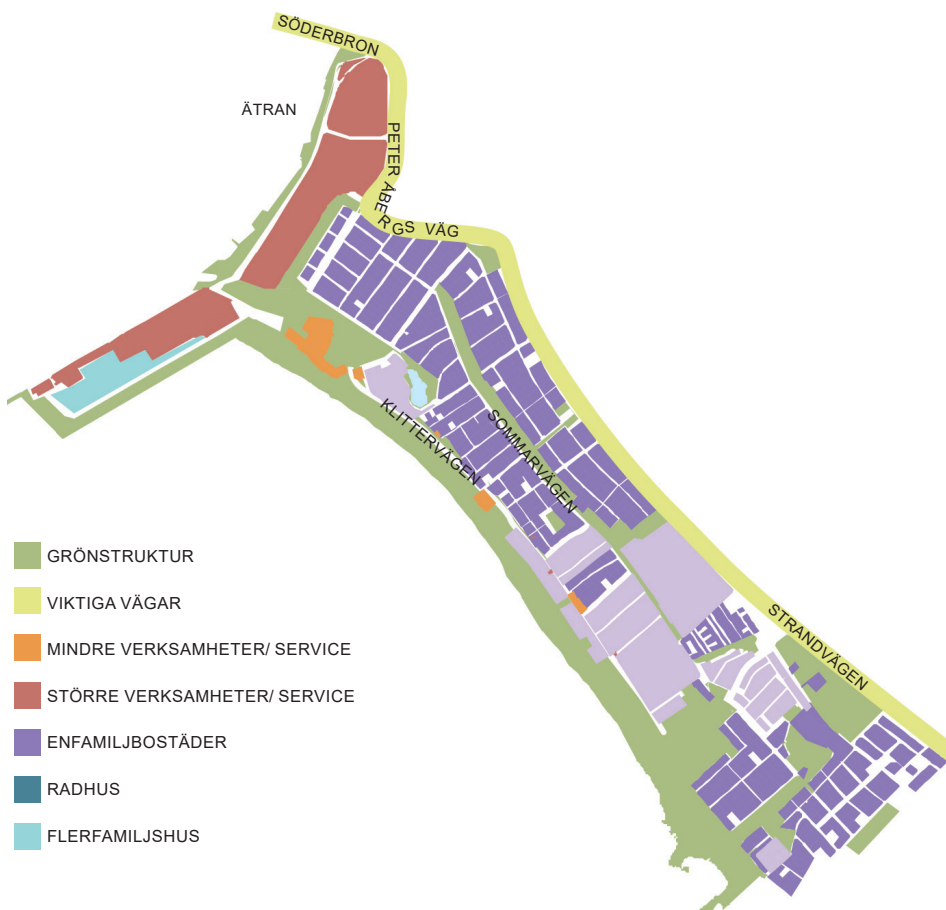 SÖDERBRON
ÄTRAN
PETER ÅBERGS VÄG
KLITTERVÄGEN
SOMMARVÄGEN
STRANDVÄGEN
GRÖNSTRUKTUR
VIKTIGA VÄGAR
MINDRE VERKSAMHETER/ SERVICE
STÖRRE VERKSAMHETER/ SERVICE
ENFAMILJBOSTÄDER
RADHUS
FLERFAMILJSHUS